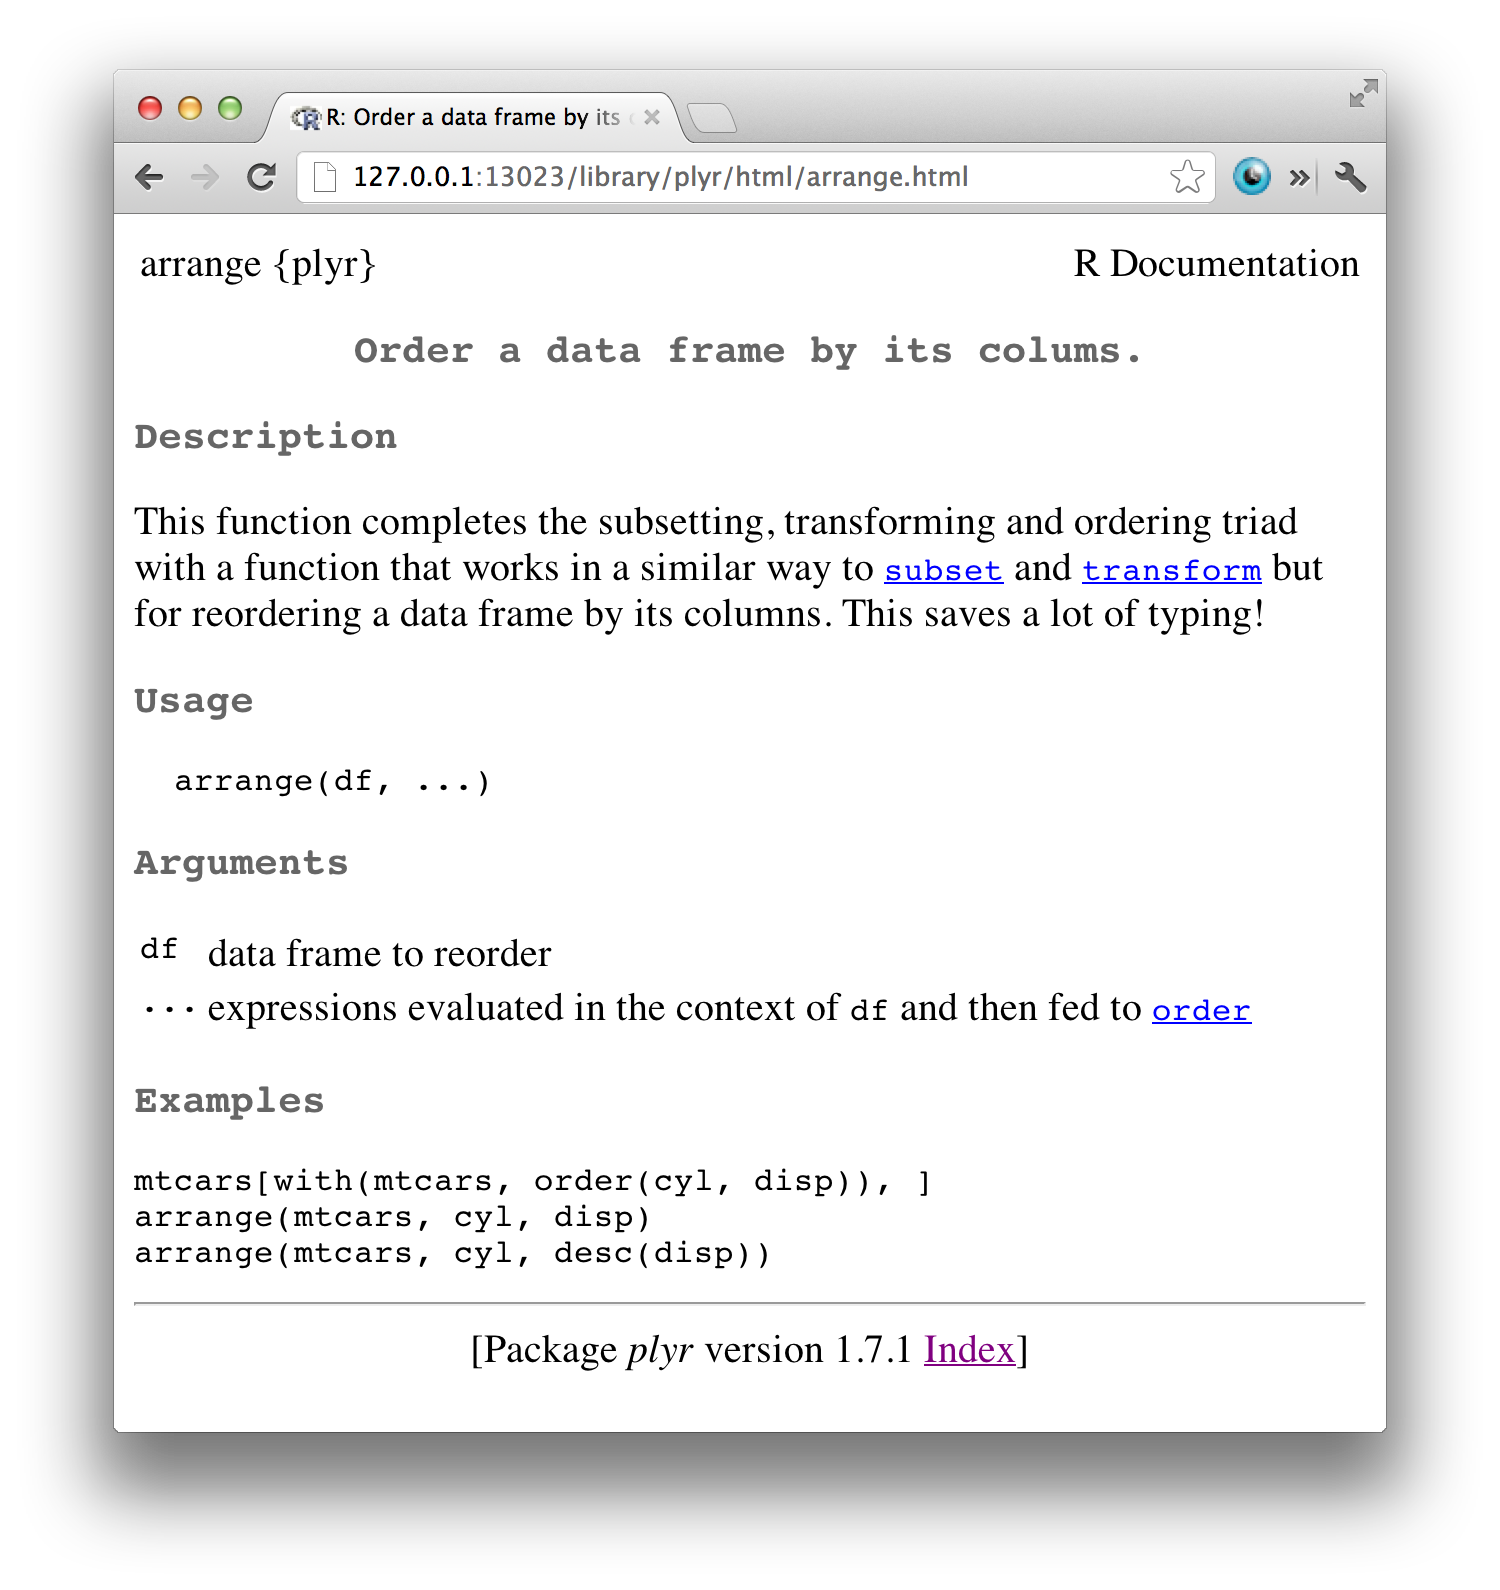 R: Order a data frame by its
127.0.0.1:13023/library/plyr/html/arrange.html
arrange {plyr} R Documentation
Order a data frame by its colums.
Description
This function completes the subsetting, transforming and ordering triad
with a function that works in a similar way to subset and transform but
for reordering a data frame by its columns. This saves a lot of typing!
Usage
arrange(df, ...)
Arguments
df data frame to reorder
... expressions evaluated in the context of df and then fed to order
Examples
mtcars[with(mtcars, order(cyl, disp)), ]
arrange(mtcars, cyl, disp)
arrange(mtcars, cyl, desc(disp))
[Package plyr version 1.7.1 Index]